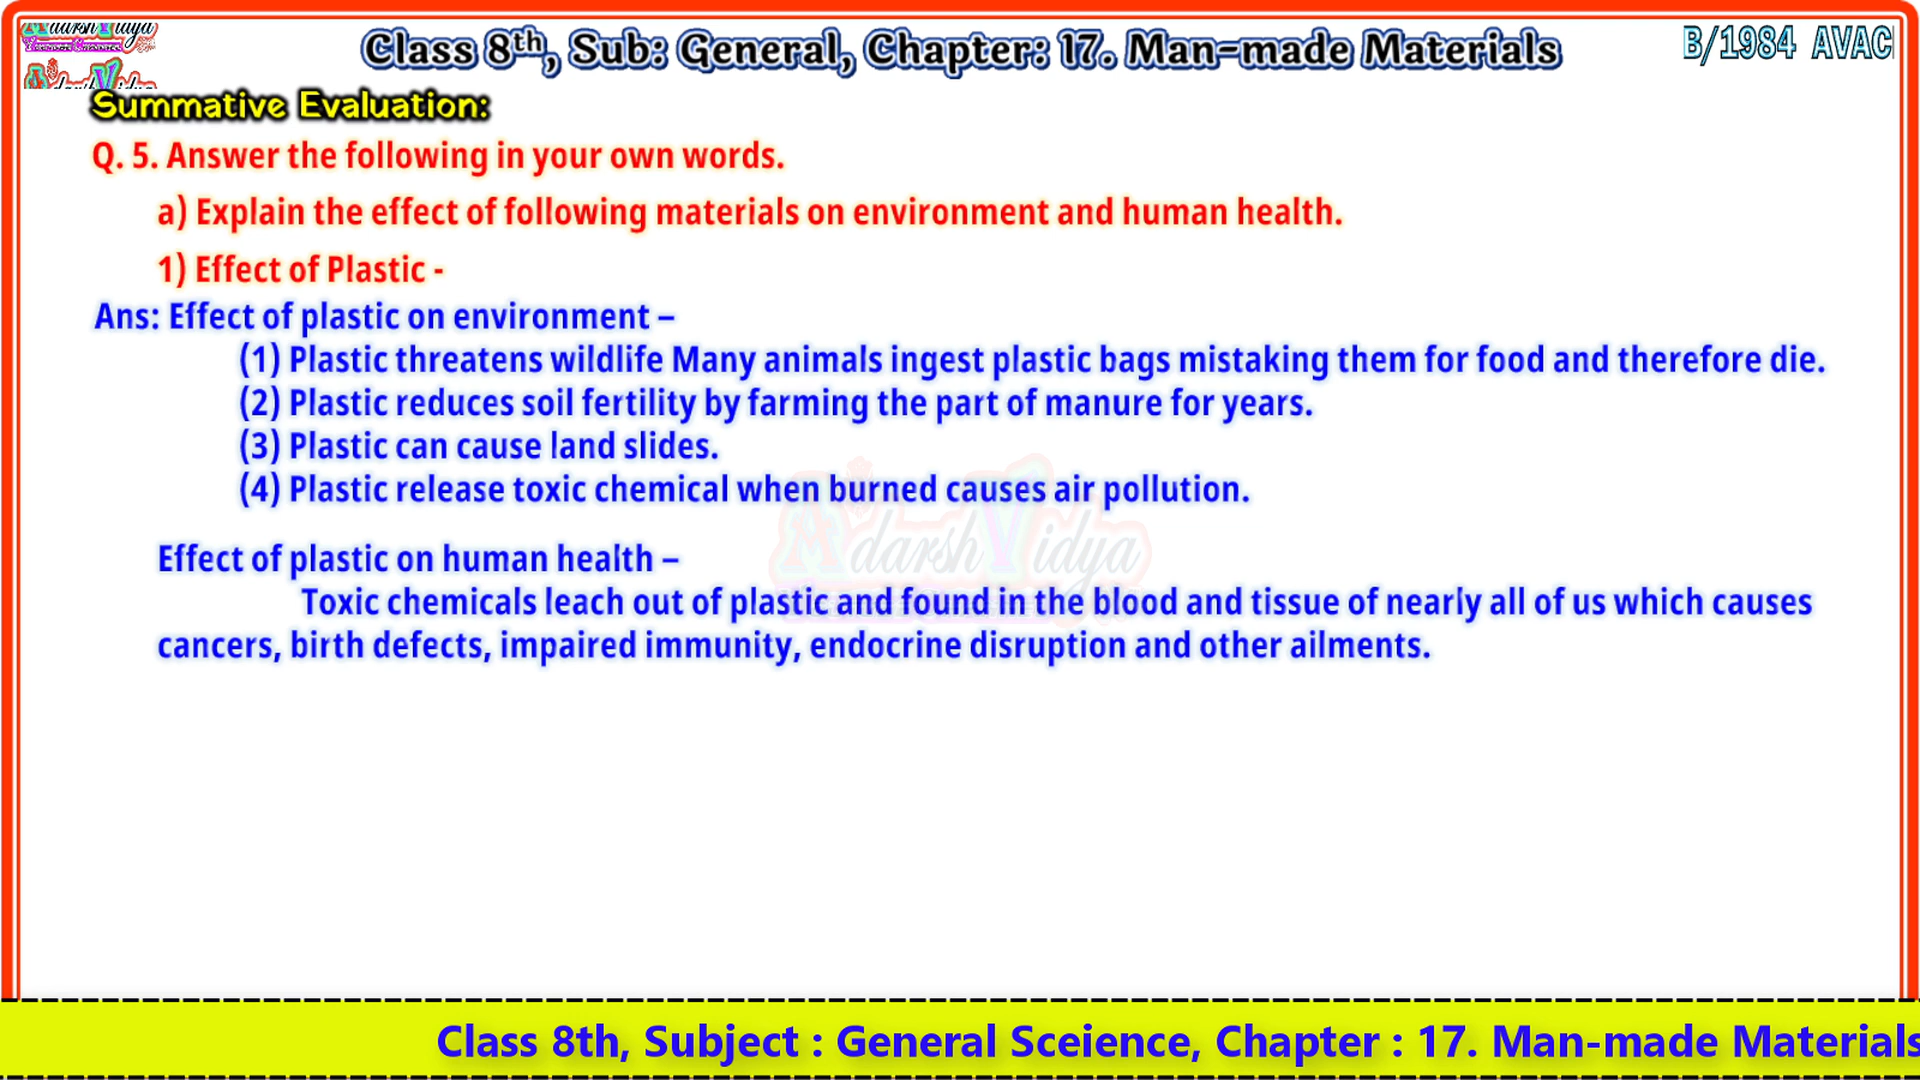 Adarsh Vidya
Class 8th, Sub: General, Chapter: 17. Man-made Materials
B/1984 AVAC
Adarsh Vidya
Summative Evaluation:
Q. 5. Answer the following in your own words.
a) Explain the effect of following materials on environment and human health.
1) Effect of Plastic -
Ans: Effect of plastic on environment –
(1) Plastic threatens wildlife Many animals ingest plastic bags mistaking them for food and therefore die.
(2) Plastic reduces soil fertility by farming the part of manure for years.
(3) Plastic can cause land slides.
(4) Plastic release toxic chemical when burned causes air pollution.
Adarsh Vidya
Effect of plastic on human health –
Toxic chemicals leach out of plastic and found in the blood and tissue of nearly all of us which causes
cancers, birth defects, impaired immunity, endocrine disruption and other ailments.
Class 8th, Subject : General Sceience, Chapter : 17. Man-made Materials